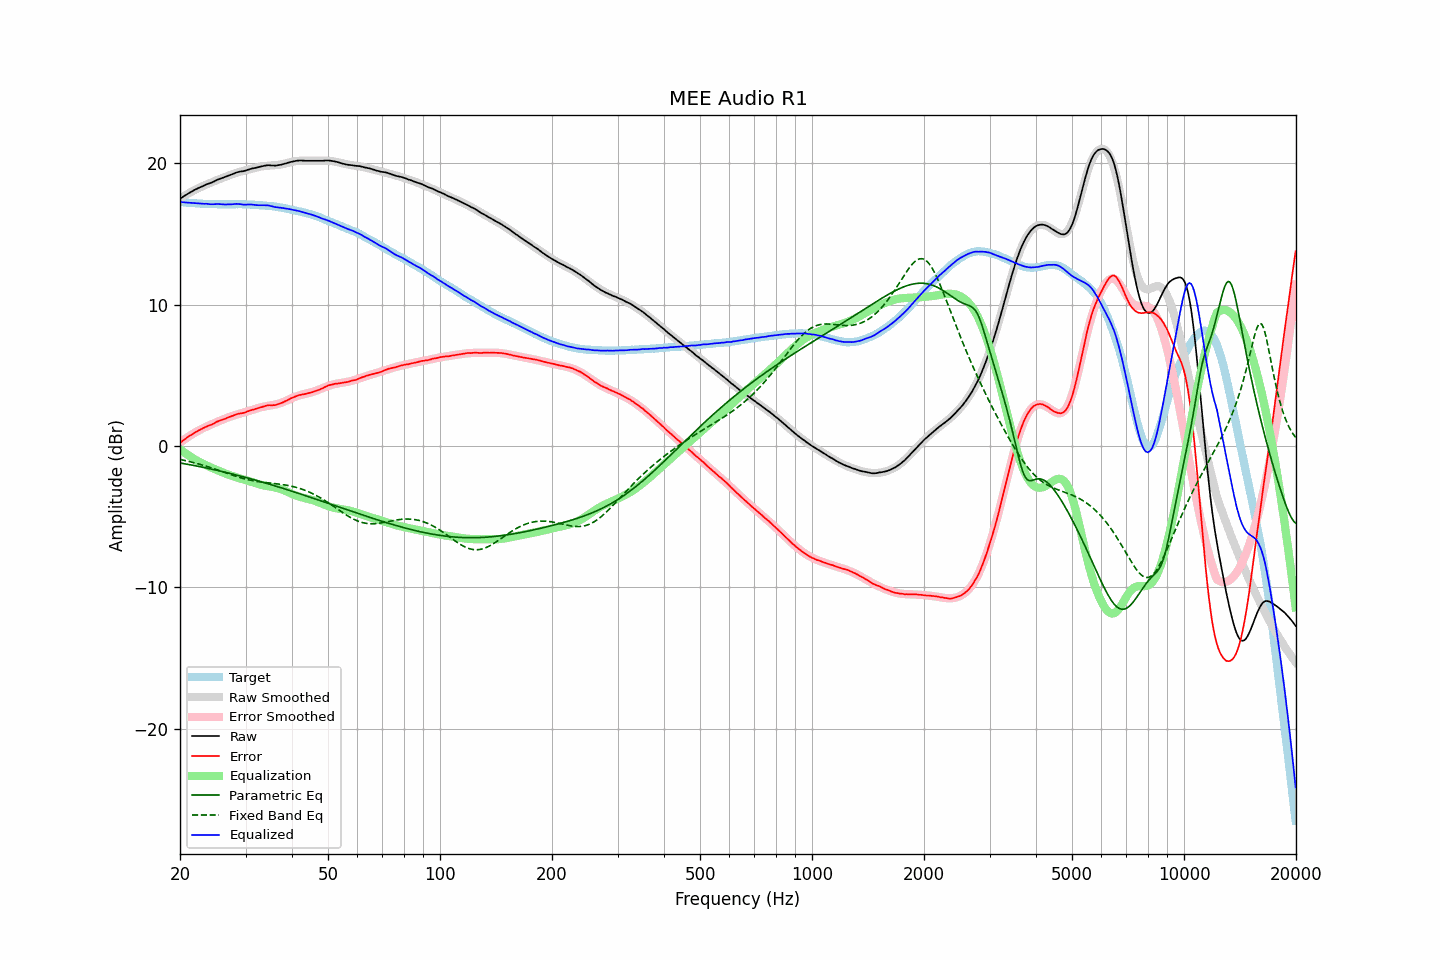 MEE Audio R1
Amplitude (dBr)
20
10
0
−10
−20
Target
Raw Smoothed
Error Smoothed
Raw
Error
Equalization
Parametric Eq
Fixed Band Eq
Equalized
20 50 100 200 500 1000 2000 5000 10000 20000
Frequency (Hz)